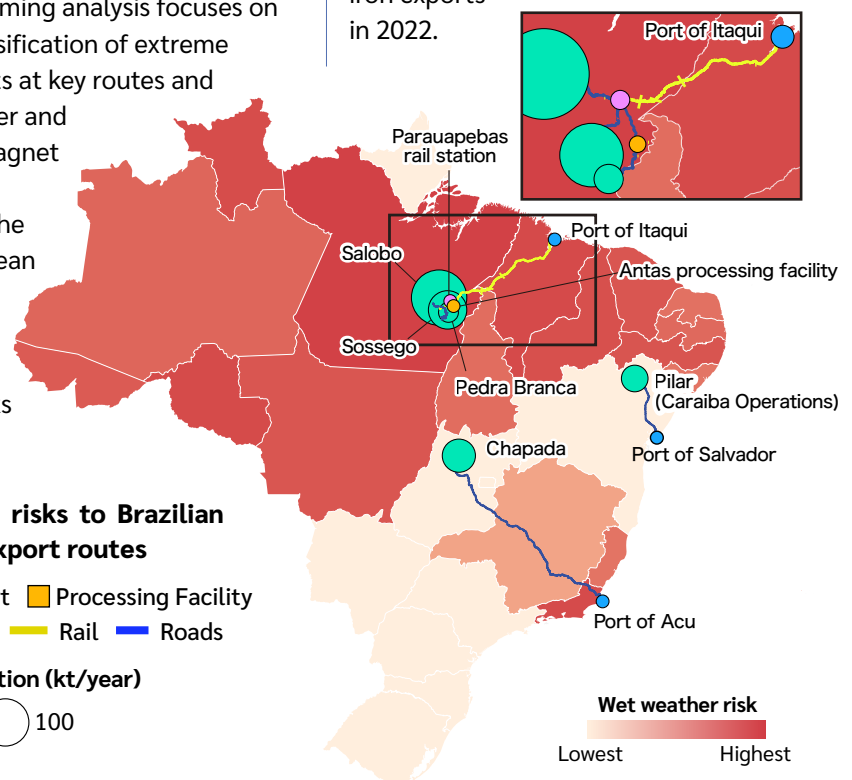 ming analysis focuses on
sification of extreme
ts at key routes and
er and
agnet
he
ean
s
iron exports
in 2022.
Port of Itaqui
Parauapebas
rail station
Port of Itaqui
Salobo
Antas processing facility
Sossego
Pedra Branca
Pilar
(Caraiba Operations)
Chapada
Port of Salvador
Port of Acu
risks to Brazilian
xport routes
t Processing Facility
Rail Roads
tion (kt/year)
100
Wet weather risk
Lowest Highest